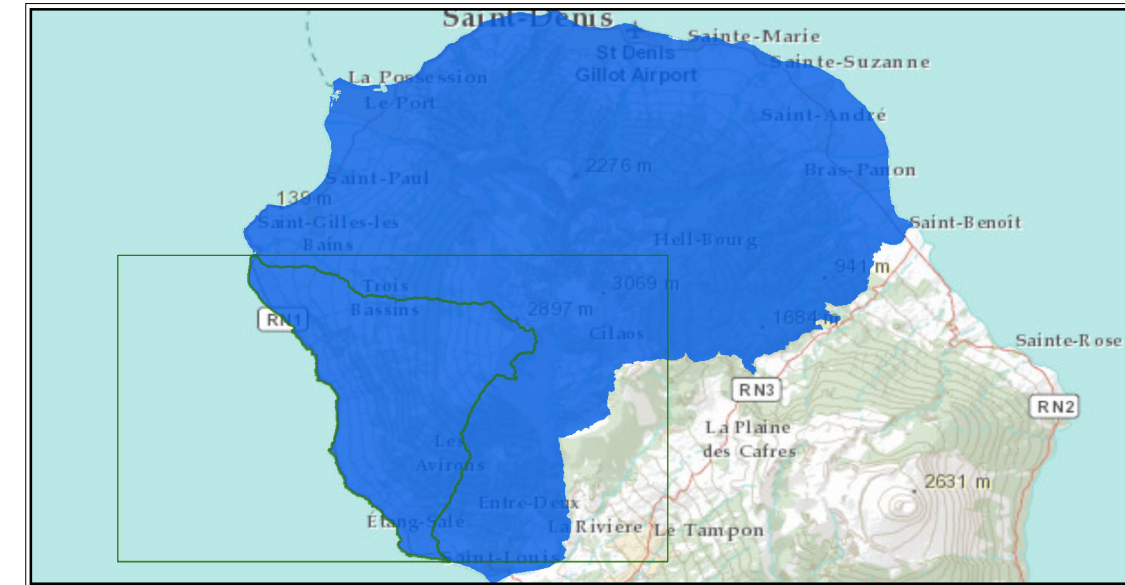 Saint-Denis
Sainte-Marie
St Denis
Gillot Airport
Sainte-Suzanne
La Possession
Le Port
Saint-André
2276 m
Bras-Panon
Saint-Paul
139 m
Saint-Gilles-les
Bains
Saint-Benoît
Hell-Bourg
941 m
Trois
Bassins
3069 m
2897 m
RN1
Cilaos
1684 m
Sainte-Rose
RN3
RN2
La Plaine
des Cafres
Les
Avirons
2631 m
Entre-Deux
Étang-Salé
La Rivière
Le Tampon
Saint-Louis